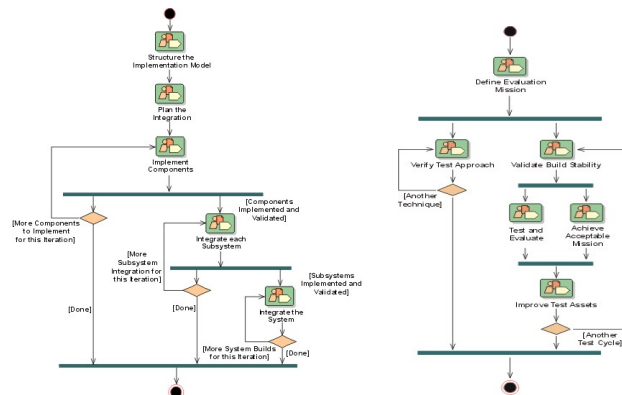 Structure the
Implementation Model
Plan the
Integration
Implement
Components
[More Components
to Implement
for this Iteration]
[Components
Implemented and
Validated]
Integrate each
Subsystem
[More
Subsystem
Integration for
this Iteration]
[Subsystems
Implemented and
Validated]
[Done]
[Done]
Integrate the
System
[More System Builds
for this Iteration]
[Done]
Define Evaluation
Mission
Verify Test Approach
Validate Build Stability
[Another
Technique]
Test and
Evaluate
Achieve
Acceptable
Mission
Improve Test Assets
[Another
Test Cycle]